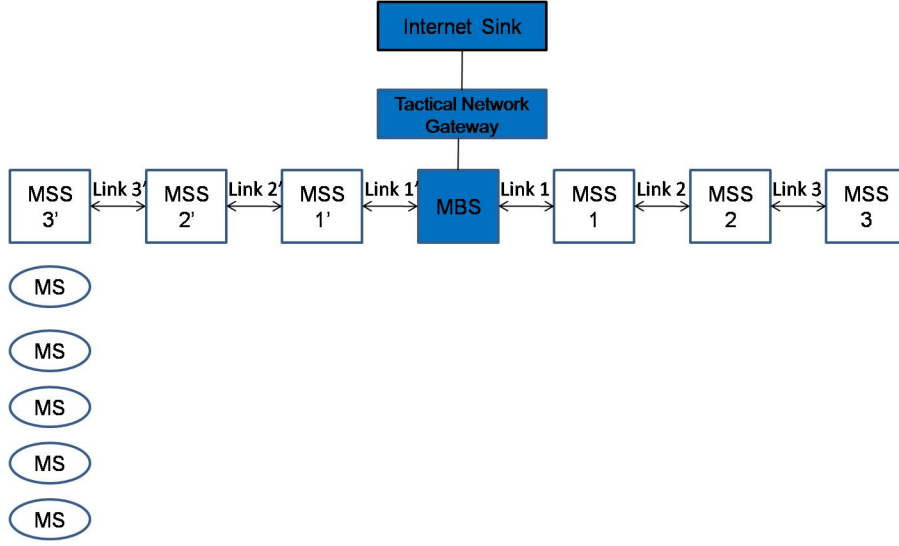 Internet Sink
Tactical Network
Gateway
MSS
3'
Link 3'
MSS
2'
Link 2'
MSS
1'
Link 1'
MBS
Link 1
MSS
1
Link 2
MSS
2
Link 3
MSS
3
MS
MS
MS
MS
MS